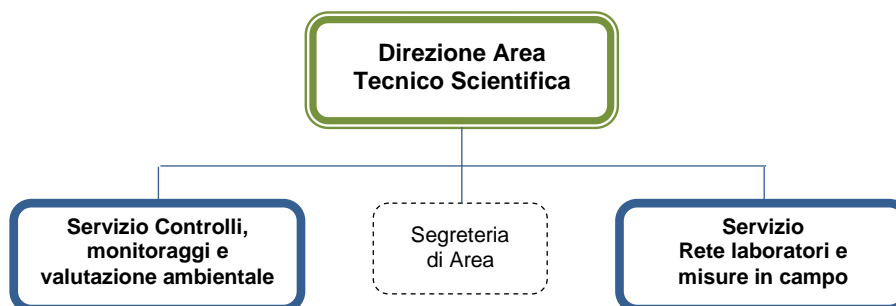 Direzione Area
Tecnico Scientifica
Servizio Controlli,
monitoraggi e
valutazione ambientale
Segreteria
di Area
Servizio
Rete laboratori e
misure in campo